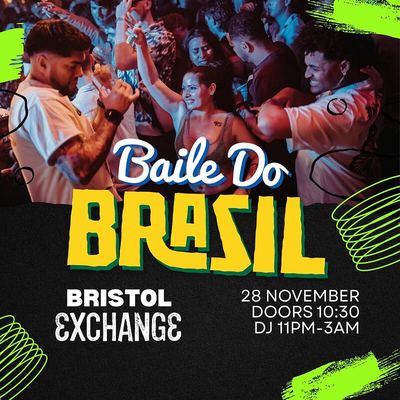 Baile Do
BRASIL
BRISTOL
EXCHANGE
28 NOVEMBER
DOORS 10:30
DJ 11PM-3AM